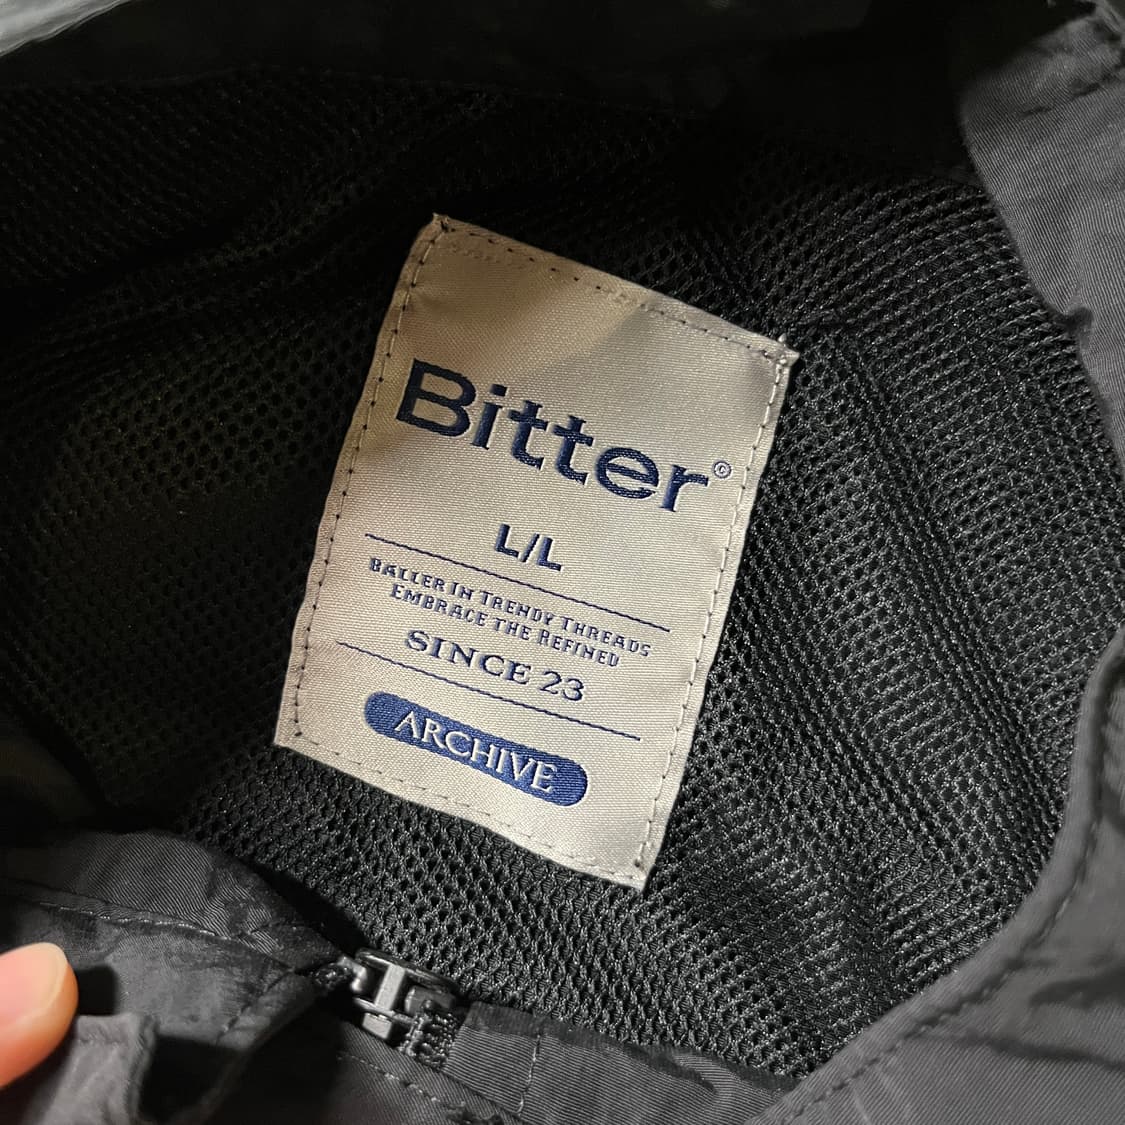 Bitter©
L/L
BALLER IN TRENDY THREADS
EMBRACE THE REFINED
SINCE 23
ARCHIVE